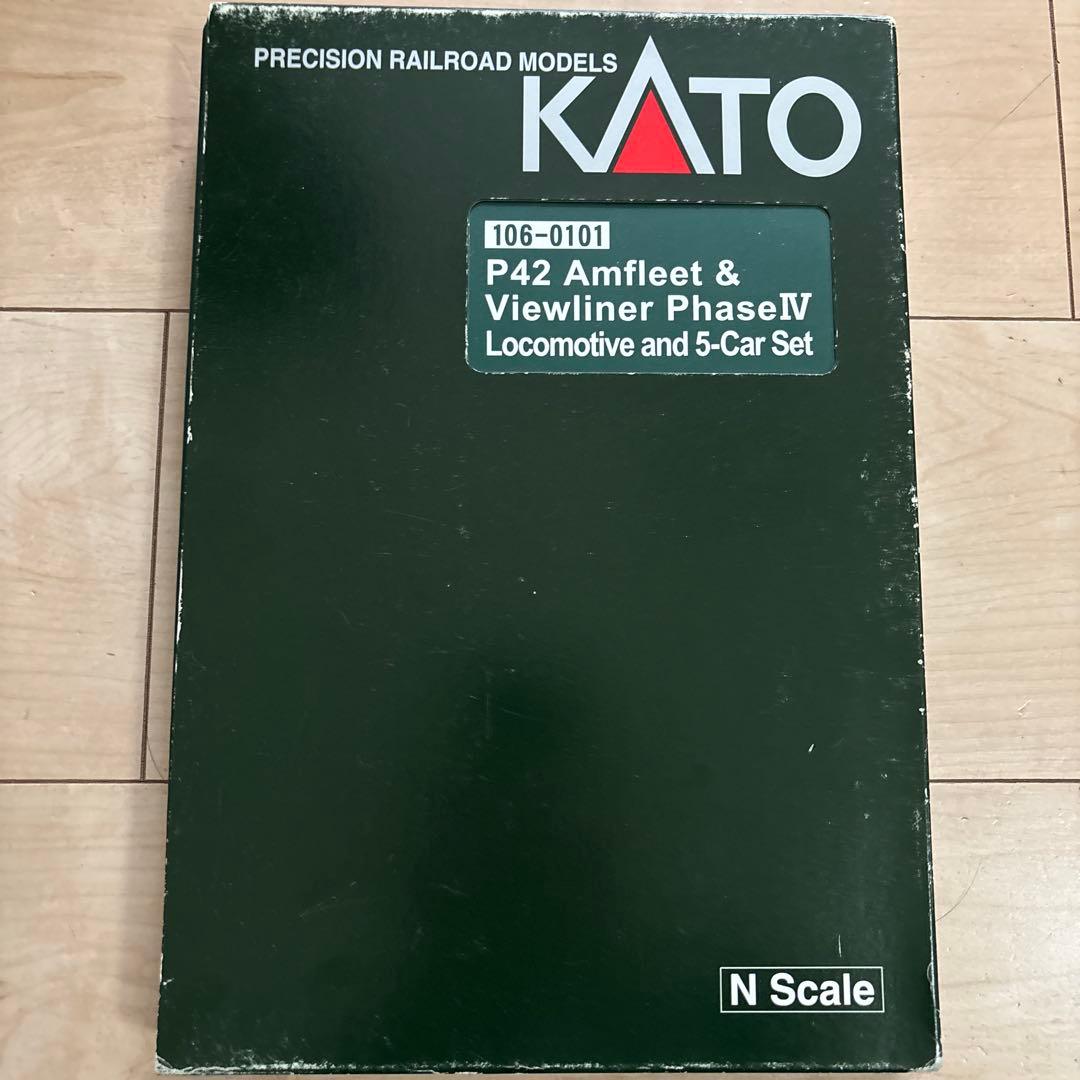 PRECISION RAILROAD MODELS
KATO
106-0101
P42 Amfleet &
Viewliner PhaseⅣ
Locomotive and 5-Car Set
N Scale